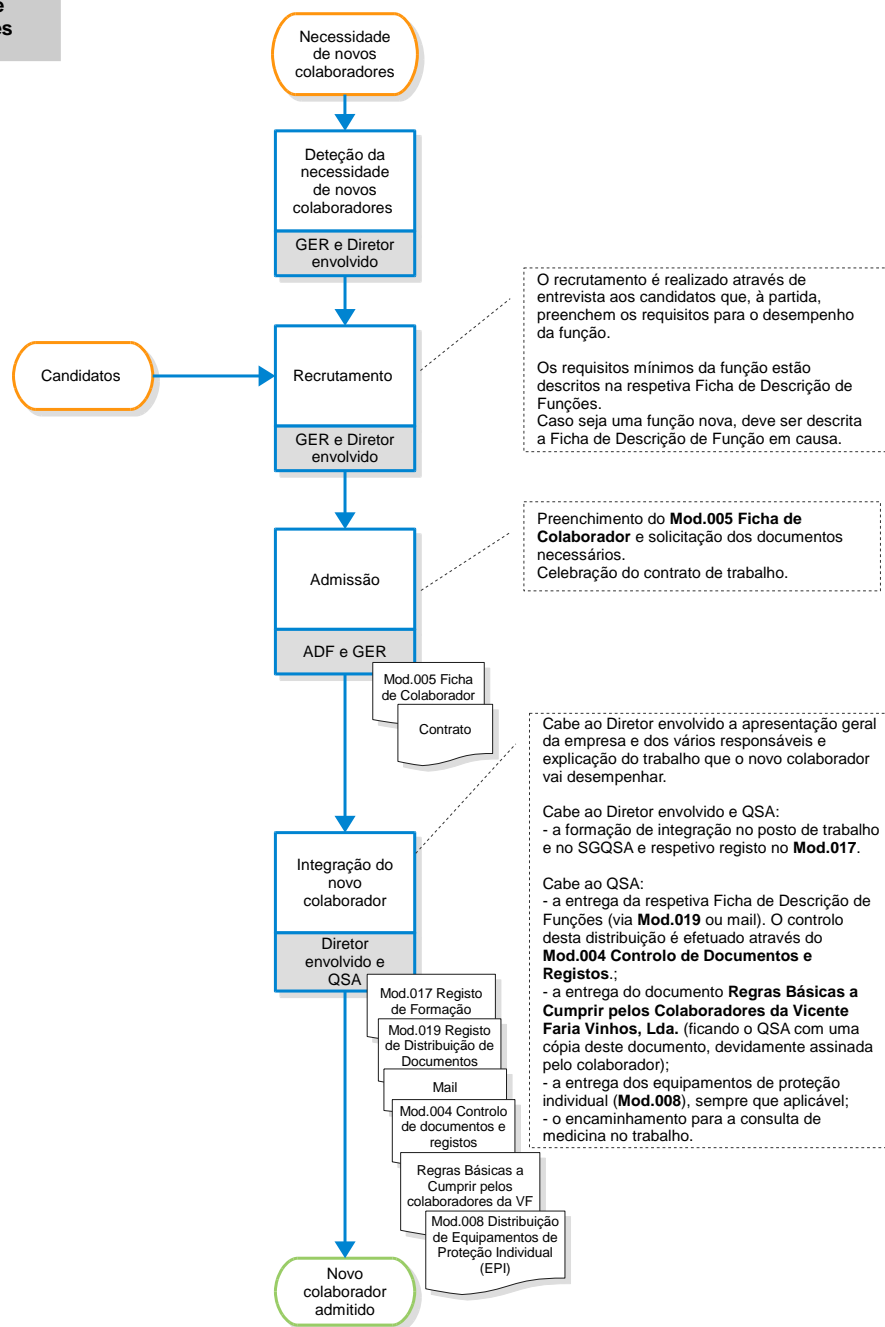 e
es
Necessidade
de novos
colaboradores
Deteção da
necessidade
de novos
colaboradores
GER e Diretor
envolvido
Candidatos
Recrutamento
GER e Diretor
envolvido
O recrutamento é realizado através de
entrevista aos candidatos que, à partida,
preenchem os requisitos para o desempenho
da função.
Os requisitos mínimos da função estão
descritos na respetiva Ficha de Descrição de
Funções.
Caso seja uma função nova, deve ser descrita
a Ficha de Descrição de Função em causa.
Admissão
ADF e GER
Mod.005 Ficha
de Colaborador
Contrato
Preenchimento do Mod.005 Ficha de
Colaborador e solicitação dos documentos
necessários.
Celebração do contrato de trabalho.
Integração do
novo
colaborador
Diretor
envolvido e
QSA
Mod.017 Registo
de Formação
Mod.019 Registo
de Distribuição de
Documentos
Mail
Mod.004 Controlo
de documentos e
registos
Regras Básicas a
Cumprir pelos
colaboradores da VF
Mod.008 Distribuição
de Equipamentos de
Proteção Individual
(EPI)
Cabe ao Diretor envolvido a apresentação geral
da empresa e dos vários responsáveis e
explicação do trabalho que o novo colaborador
vai desempenhar.
Cabe ao Diretor envolvido e QSA:
- a formação de integração no posto de trabalho
e no SGQSA e respetivo registo no Mod.017.
Cabe ao QSA:
- a entrega da respetiva Ficha de Descrição de
Funções (via Mod.019 ou mail). O controlo
desta distribuição é efetuado através do
Mod.004 Controlo de Documentos e
Registos.;
- a entrega do documento Regras Básicas a
Cumprir pelos Colaboradores da Vicente
Faria Vinhos, Lda. (ficando o QSA com uma
cópia deste documento, devidamente assinada
pelo colaborador);
- a entrega dos equipamentos de proteção
individual (Mod.008), sempre que aplicável;
- o encaminhamento para a consulta de
medicina no trabalho.
Novo
colaborador
admitido